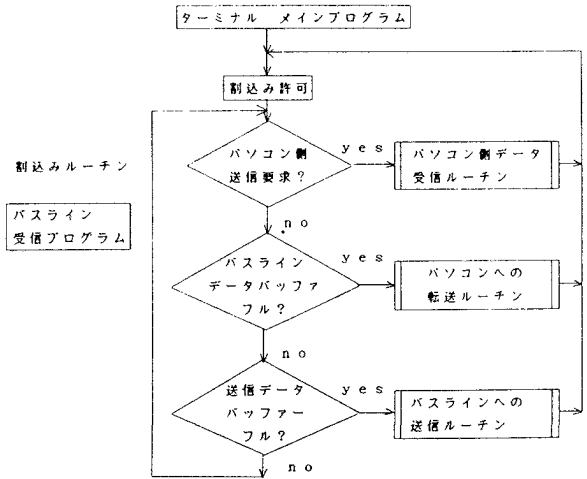 ターミナル メインプログラム
割込み許可
パソコン側
送信要求?
yes
パソコン側データ
受信ルーチン
割込みルーチン
バスライン
受信プログラム
no
バスライン
データバッファ
フル?
yes
パソコンへの
転送ルーチン
no
送信データ
バッファー
フル?
yes
バスラインへの
送信ルーチン
no